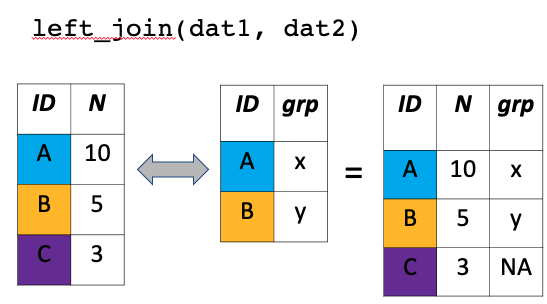 left_join(dat1, dat2)
ID N
A 10
B 5
C 3
ID grp
A x
B y
=
ID N grp
A 10 x
B 5 y
C 3 NA